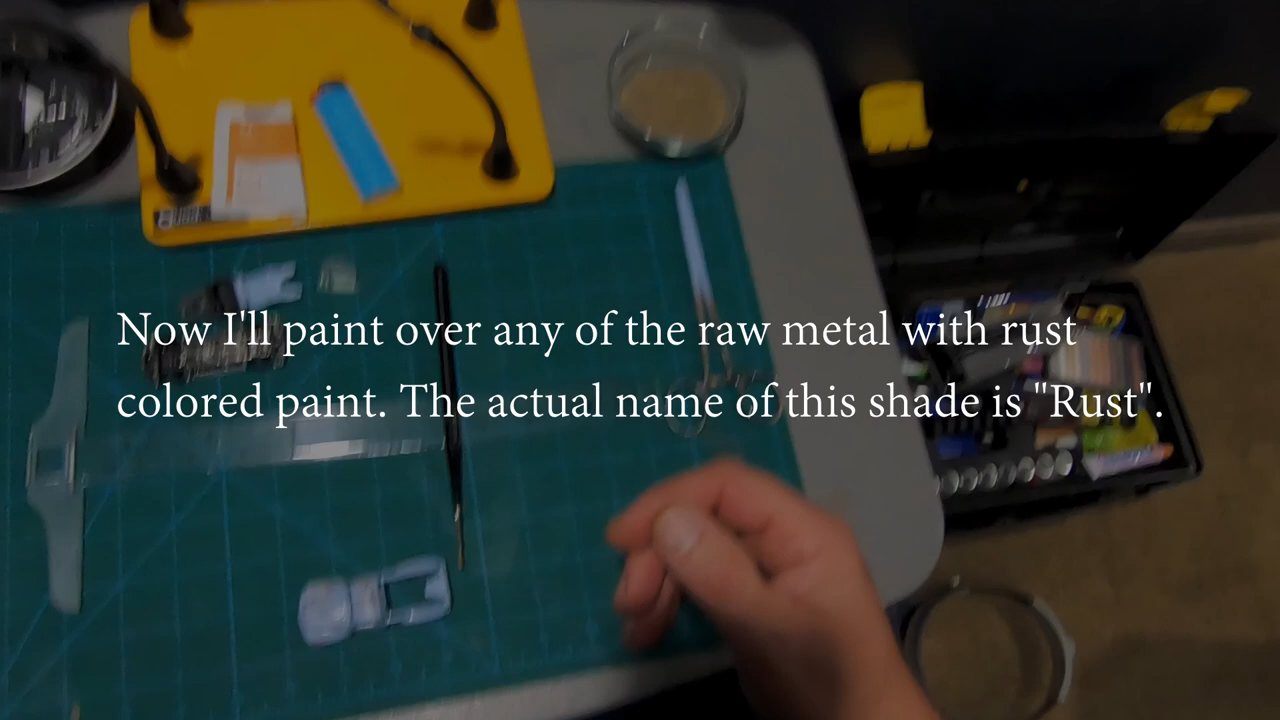 Now I'll paint over any of the raw metal with rust
colored paint. The actual name of this shade is "Rust".